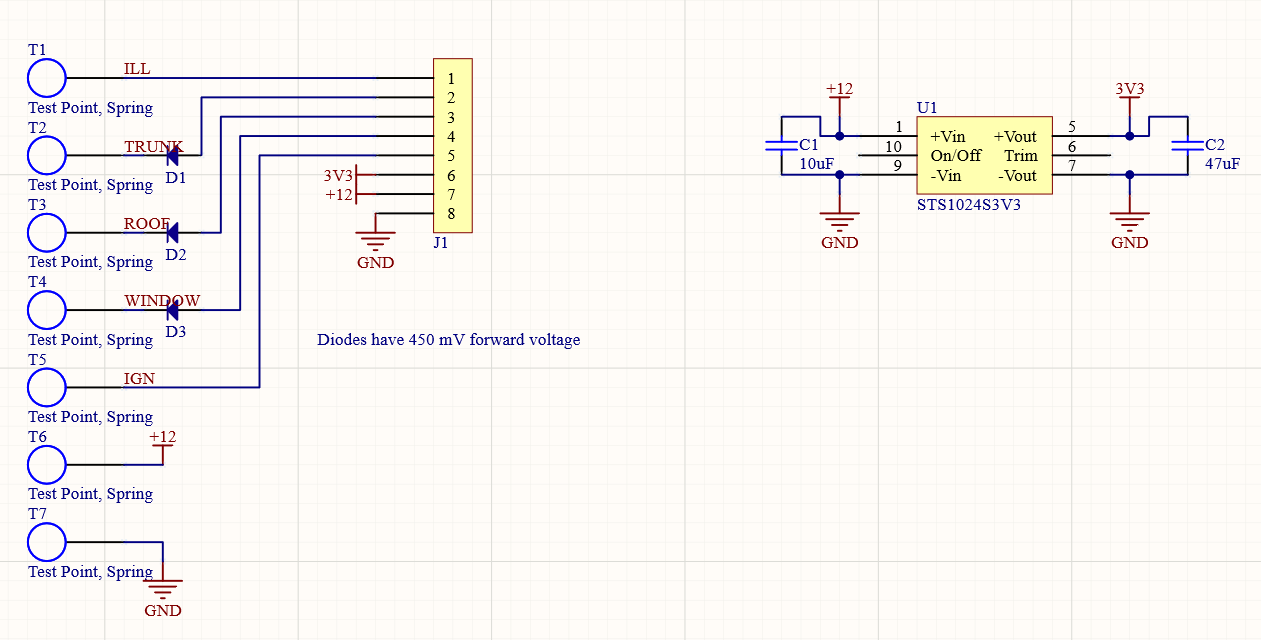 T1
ILL
Test Point, Spring
T2
TRUNK
D1
Test Point, Spring
T3
ROOF
D2
Test Point, Spring
T4
WINDOW
D3
Test Point, Spring
T5
IGN
Test Point, Spring
T6
+12
Test Point, Spring
T7
Test Point, Spring
GND
1
2
3
4
5
3V3 6
+12 7
8
J1
GND
Diodes have 450 mV forward voltage
+12
C1
10uF
GND
U1
1 +Vin +Vout 5
10 On/Off Trim 6
9 -Vin -Vout 7
STS1024S3V3
3V3
C2
47uF
GND